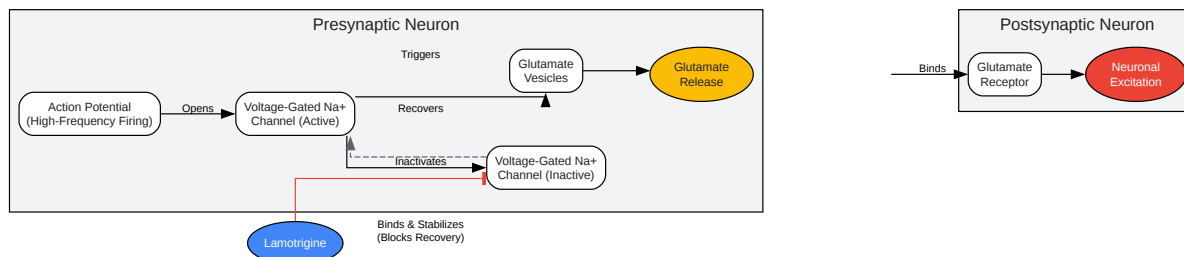 Presynaptic Neuron
Postsynaptic Neuron
Triggers
Glutamate
Vesicles
Glutamate
Release
Binds
Glutamate
Receptor
Neuronal
Excitation
Action Potential
(High-Frequency Firing)
Opens
Voltage-Gated Na+
Channel (Active)
Recovers
Inactivates
Voltage-Gated Na+
Channel (Inactive)
Binds & Stabilizes
(Blocks Recovery)
Lamotrigine